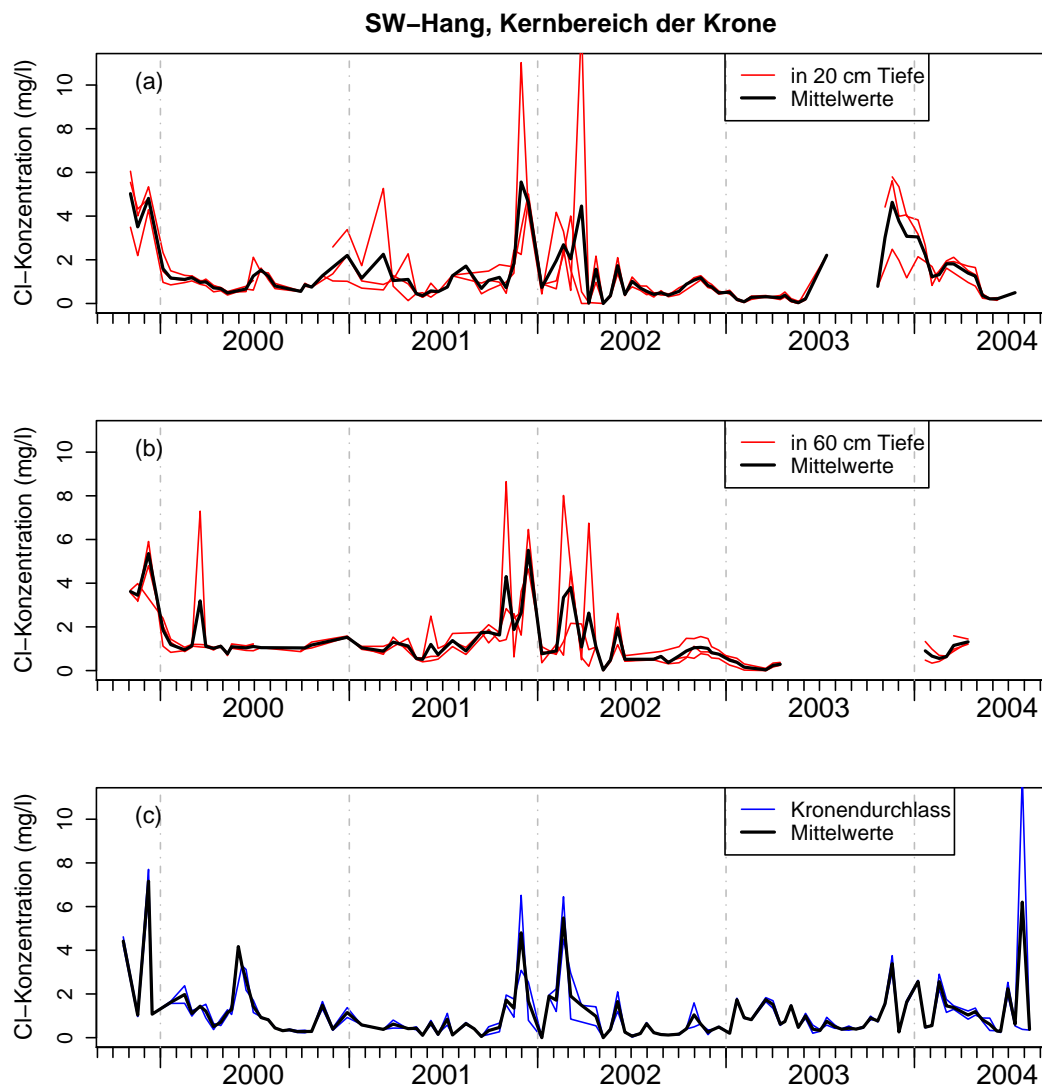 SW−Hang, Kernbereich der Krone
Cl−Konzentration (mg/l)
0 2 4 6 8 10
(a)
in 20 cm Tiefe
Mittelwerte
2000 2001 2002 2003 2004
Cl−Konzentration (mg/l)
0 2 4 6 8 10
(b)
in 60 cm Tiefe
Mittelwerte
2000 2001 2002 2003 2004
Cl−Konzentration (mg/l)
0 2 4 6 8 10
(c)
Kronendurchlass
Mittelwerte
2000 2001 2002 2003 2004